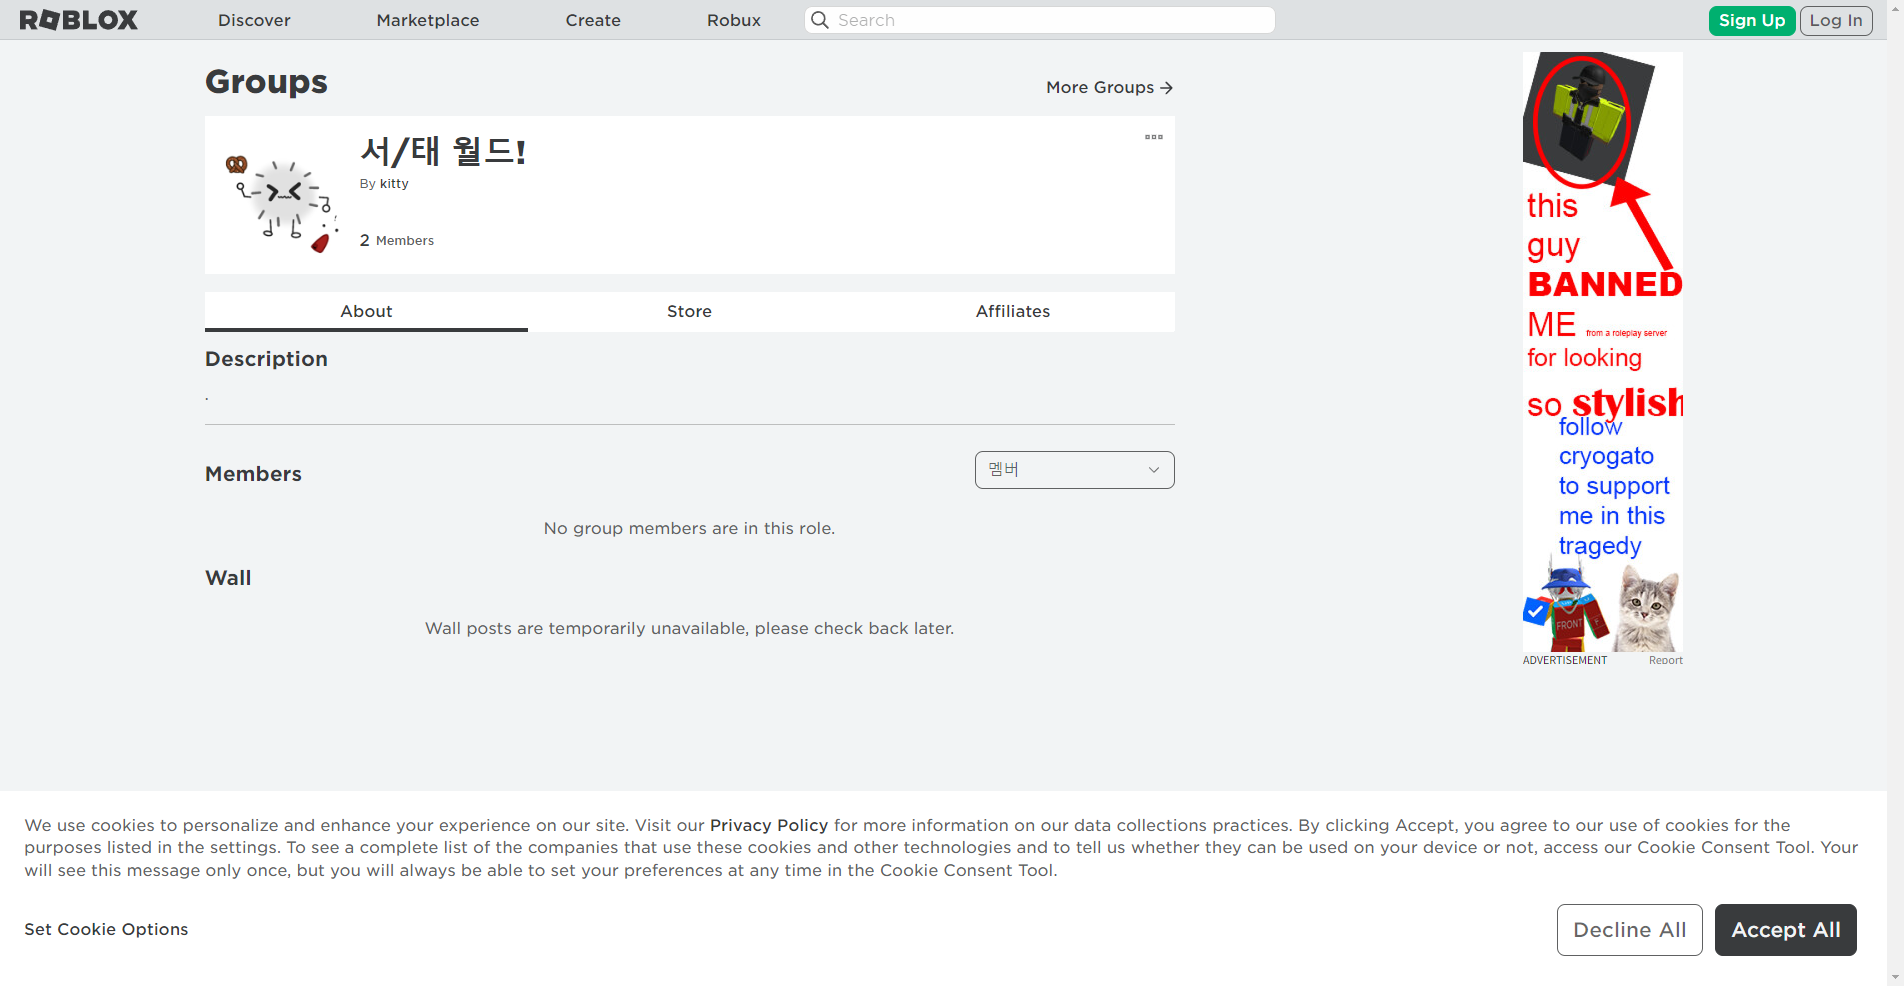 ROBLOX
Discover
Marketplace
Create
Robux
Search
Sign Up
Log In
Groups
More Groups
서/태 월드!
By kitty
2 Members
About
Store
Affiliates
Description
.
Members
멤버
No group members are in this role.
Wall
Wall posts are temporarily unavailable, please check back later.
this
guy
BANNED
ME from a roleplay server
for looking
so stylish
follow
cryogato
to support
me in this
tragedy
FRONT
ADVERTISEMENT
Report
We use cookies to personalize and enhance your experience on our site. Visit our Privacy Policy for more information on our data collections practices. By clicking Accept, you agree to our use of cookies for the
purposes listed in the settings. To see a complete list of the companies that use these cookies and other technologies and to tell us whether they can be used on your device or not, access our Cookie Consent Tool. Your
will see this message only once, but you will always be able to set your preferences at any time in the Cookie Consent Tool.
Set Cookie Options
Decline All
Accept All